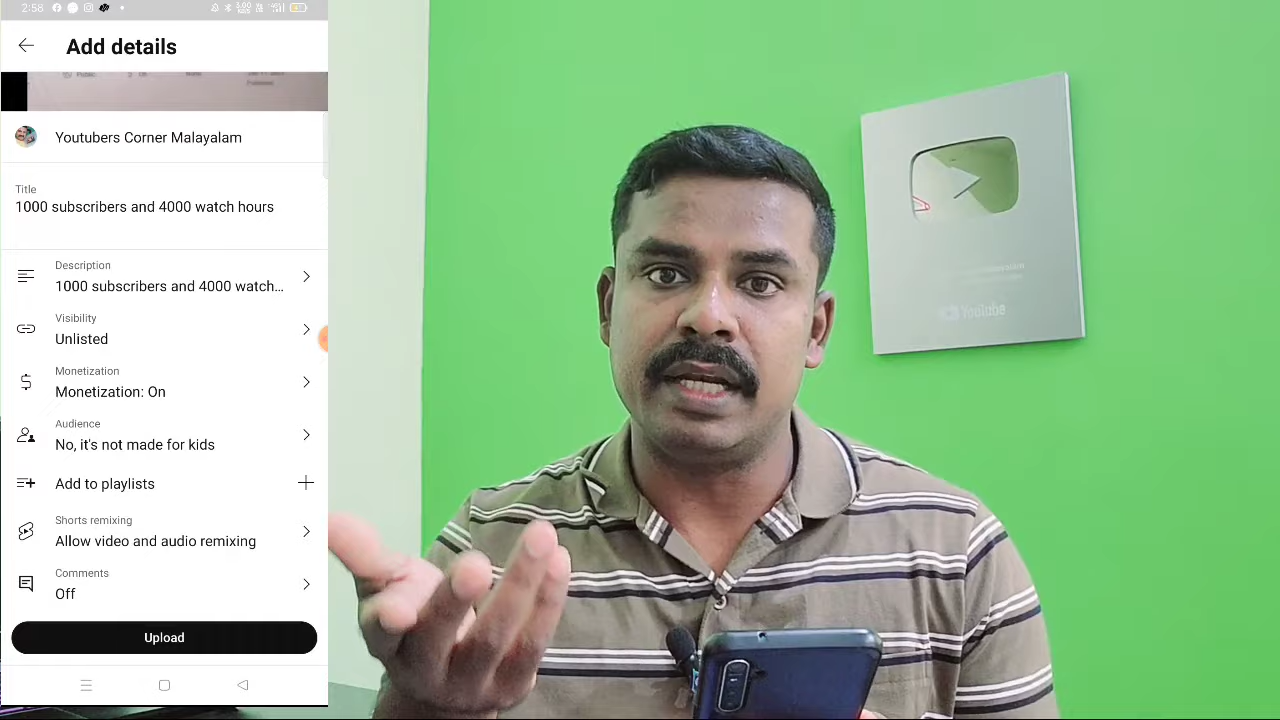 2:58
Add details
Public
Youtubers Corner Malayalam
Title
1000 subscribers and 4000 watch hours
Description
1000 subscribers and 4000 watch...
Visibility
Unlisted
Monetization
Monetization: On
Audience
No, it's not made for kids
Add to playlists
Shorts remixing
Allow video and audio remixing
Comments
Off
Upload
YouTube